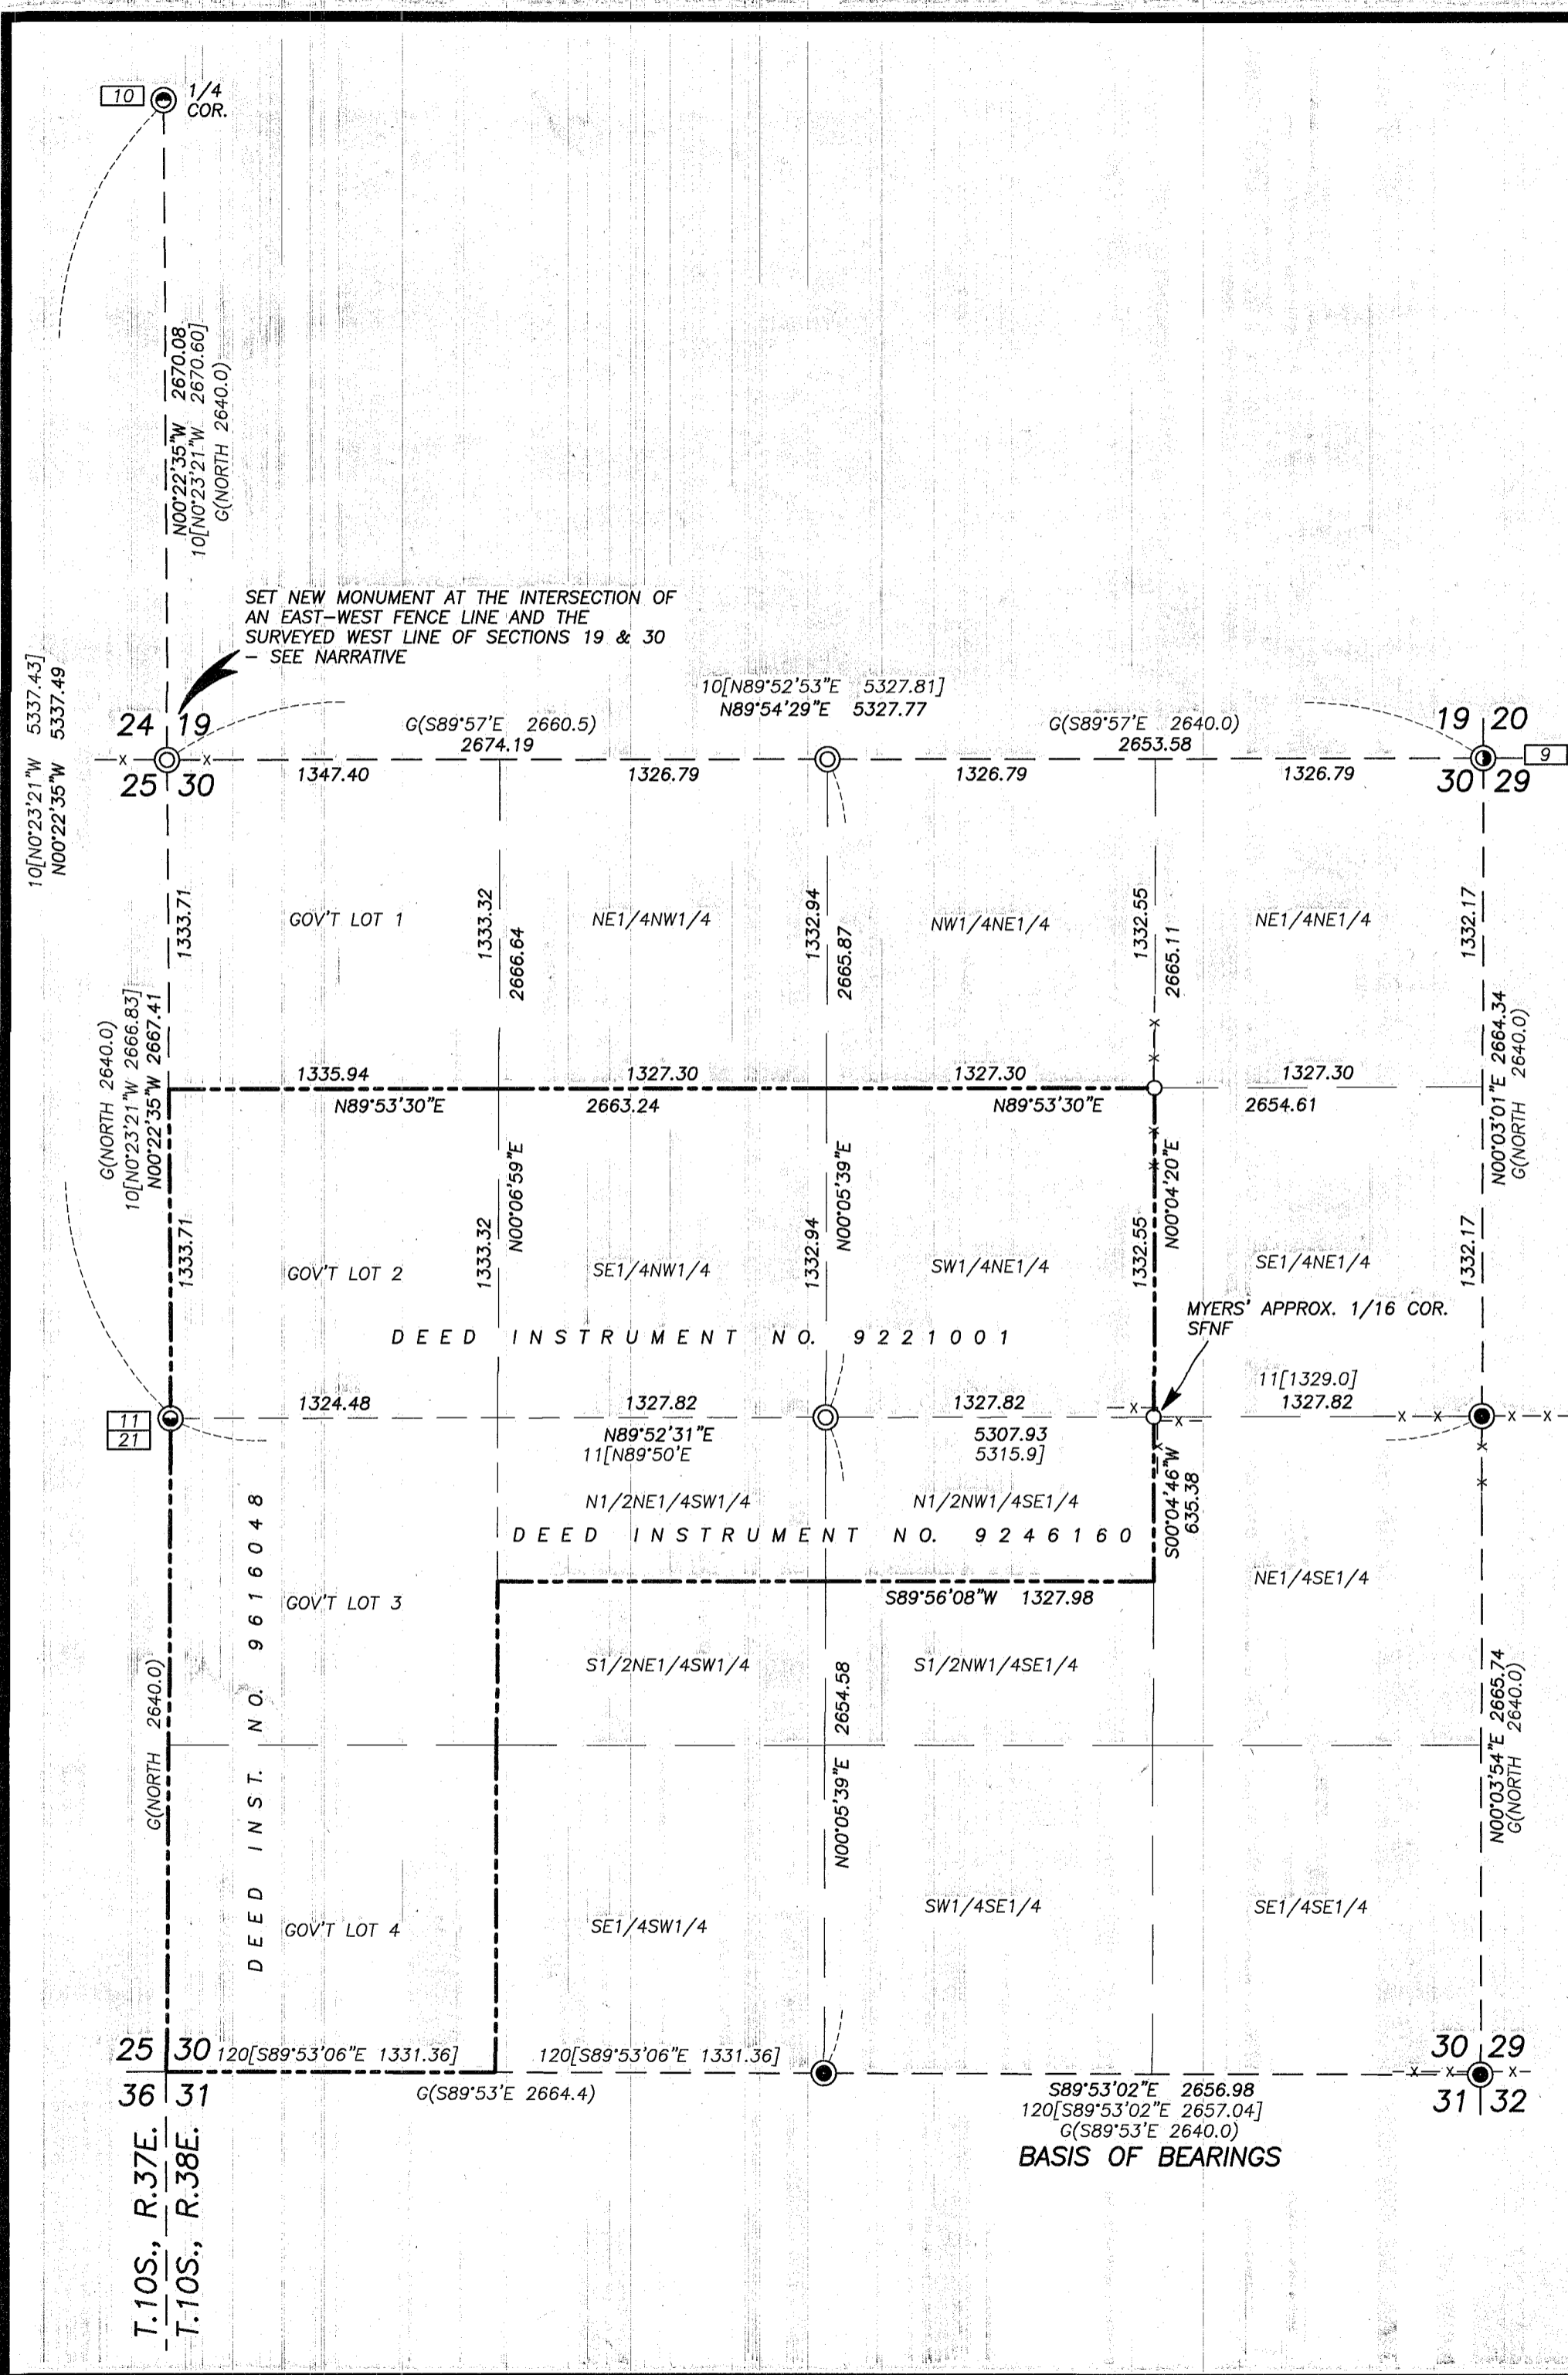 10
1/4
COR.
N00°22'35"W 2670.08
10[N0°23'21"W 2670.60]
G(NORTH 2640.0)
SET NEW MONUMENT AT THE INTERSECTION OF
AN EAST-WEST FENCE LINE AND THE
SURVEYED WEST LINE OF SECTIONS 19 & 30
- SEE NARRATIVE
10[N0°23'21"W 5337.43]
N00°22'35"W 5337.49
10[N89°52'53"E 5327.81]
N89°54'29"E 5327.77
24 19
25 30
G(S89°57'E 2660.5)
2674.19
G(S89°57'E 2640.0)
2653.58
19 20
30 29
9
1347.40
1326.79
1326.79
1326.79
1333.71
GOV'T LOT 1
1333.32
2666.64
NE1/4NW1/4
1332.94
2665.87
NW1/4NE1/4
1332.55
2665.11
NE1/4NE1/4
1332.17
G(NORTH 2640.0)
10[N0°23'21"W 2666.83]
N00°22'35"W 2667.41
N00°03'01"E 2664.34
G(NORTH 2640.0)
1335.94
1327.30
1327.30
1327.30
N89°53'30"E
2663.24
N89°53'30"E
2654.61
N00°06'59"E
N00°05'39"E
N00°04'20"E
1333.71
GOV'T LOT 2
1333.32
SE1/4NW1/4
1332.94
SW1/4NE1/4
1332.55
SE1/4NE1/4
1332.17
MYERS' APPROX. 1/16 COR.
SFNF
DEED INSTRUMENT NO. 9221001
11[1329.0]
1324.48
1327.82
1327.82
1327.82
11
21
N89°52'31"E
5307.93
11[N89°50'E
5315.9]
S00°04'46"W
635.38
N1/2NE1/4SW1/4
N1/2NW1/4SE1/4
DEED INSTRUMENT NO. 9246160
DEED INST. NO. 9616048
GOV'T LOT 3
S89°56'08"W 1327.98
NE1/4SE1/4
S1/2NE1/4SW1/4
S1/2NW1/4SE1/4
G(NORTH 2640.0)
N00°05'39"E 2654.58
N00°03'54"E 2665.74
G(NORTH 2640.0)
GOV'T LOT 4
SE1/4SW1/4
SW1/4SE1/4
SE1/4SE1/4
25 30
36 31
120[S89°53'06"E 1331.36]
120[S89°53'06"E 1331.36]
G(S89°53'E 2664.4)
30 29
31 32
S89°53'02"E 2656.98
120[S89°53'02"E 2657.04]
G(S89°53'E 2640.0)
BASIS OF BEARINGS
T.10S., R.37E.
T.10S., R.38E.